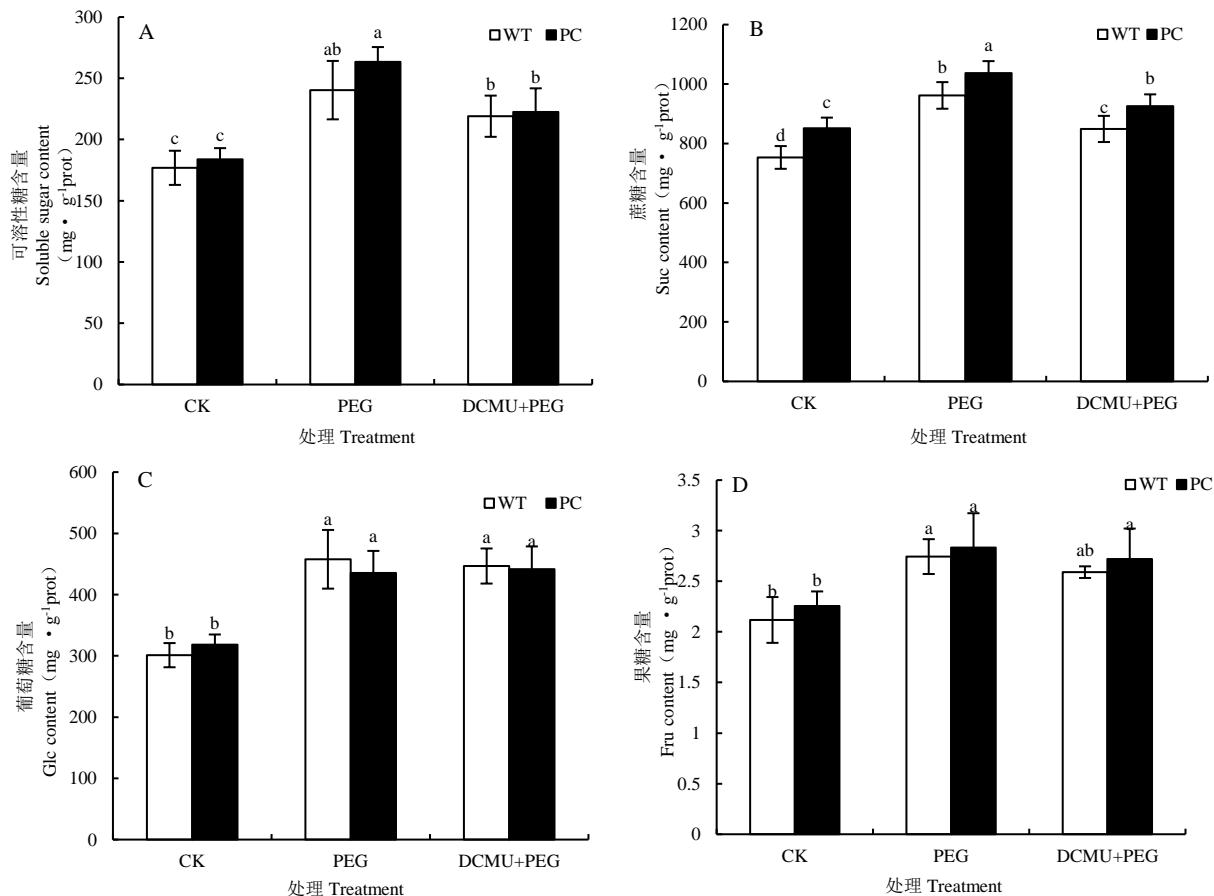 A
WT PC
300
250
200
150
100
50
0
c c ab a b b
可溶性糖含量
Soluble sugar content
(mg• g-1prot)
CK PEG DCMU+PEG
处理 Treatment
B
WT PC
1200
1000
800
600
400
200
0
d c b a c b
蔗糖含量
Suc content(mg• g-1prot)
CK PEG DCMU+PEG
处理 Treatment
C
WT PC
600
500
400
300
200
100
0
b b a a a a
葡萄糖含量
Glc content(mg •g-1prot)
CK PEG DCMU+PEG
处理 Treatment
D
WT PC
3.5
3
2.5
2
1.5
1
0.5
0
b b a a ab a
果糖含量
Fru content(mg •g-1prot)
CK PEG DCMU+PEG
处理 Treatment